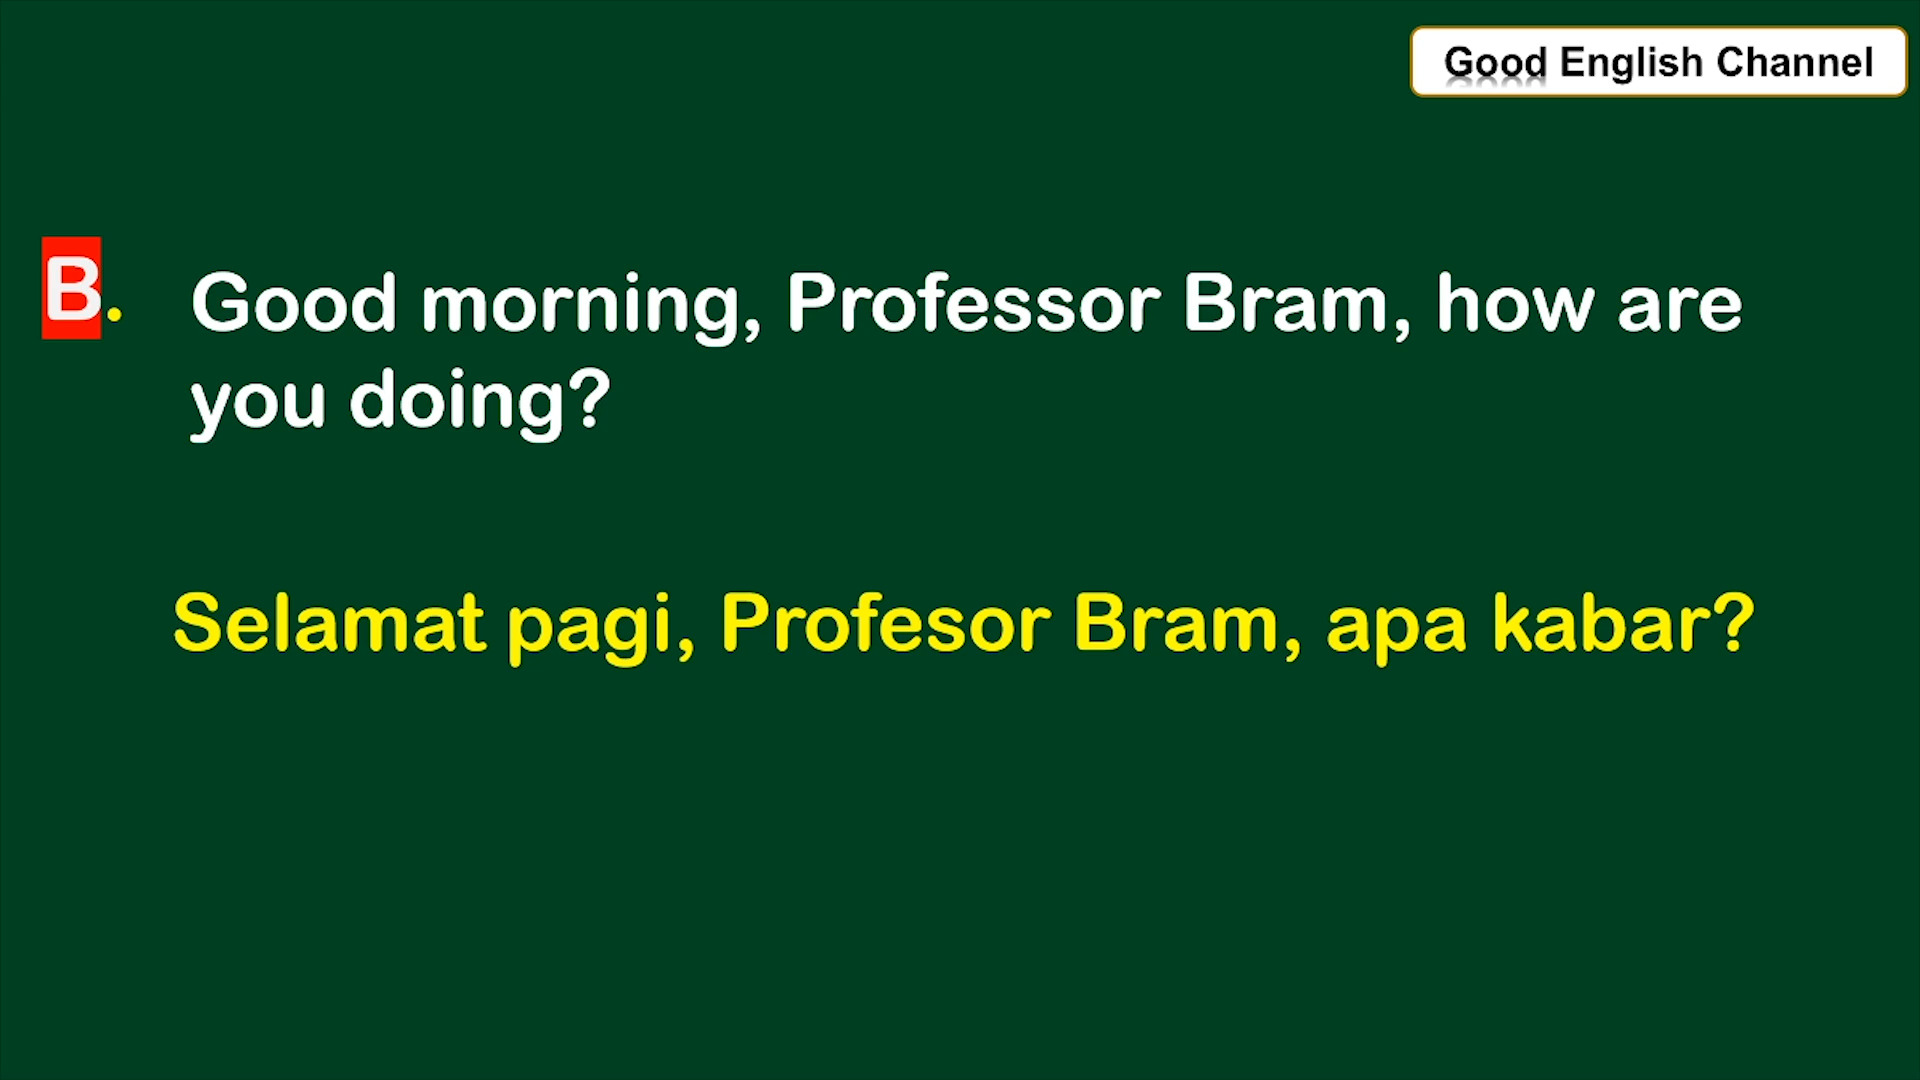 Good English Channel
B. Good morning, Professor Bram, how are
you doing?
Selamat pagi, Profesor Bram, apa kabar?